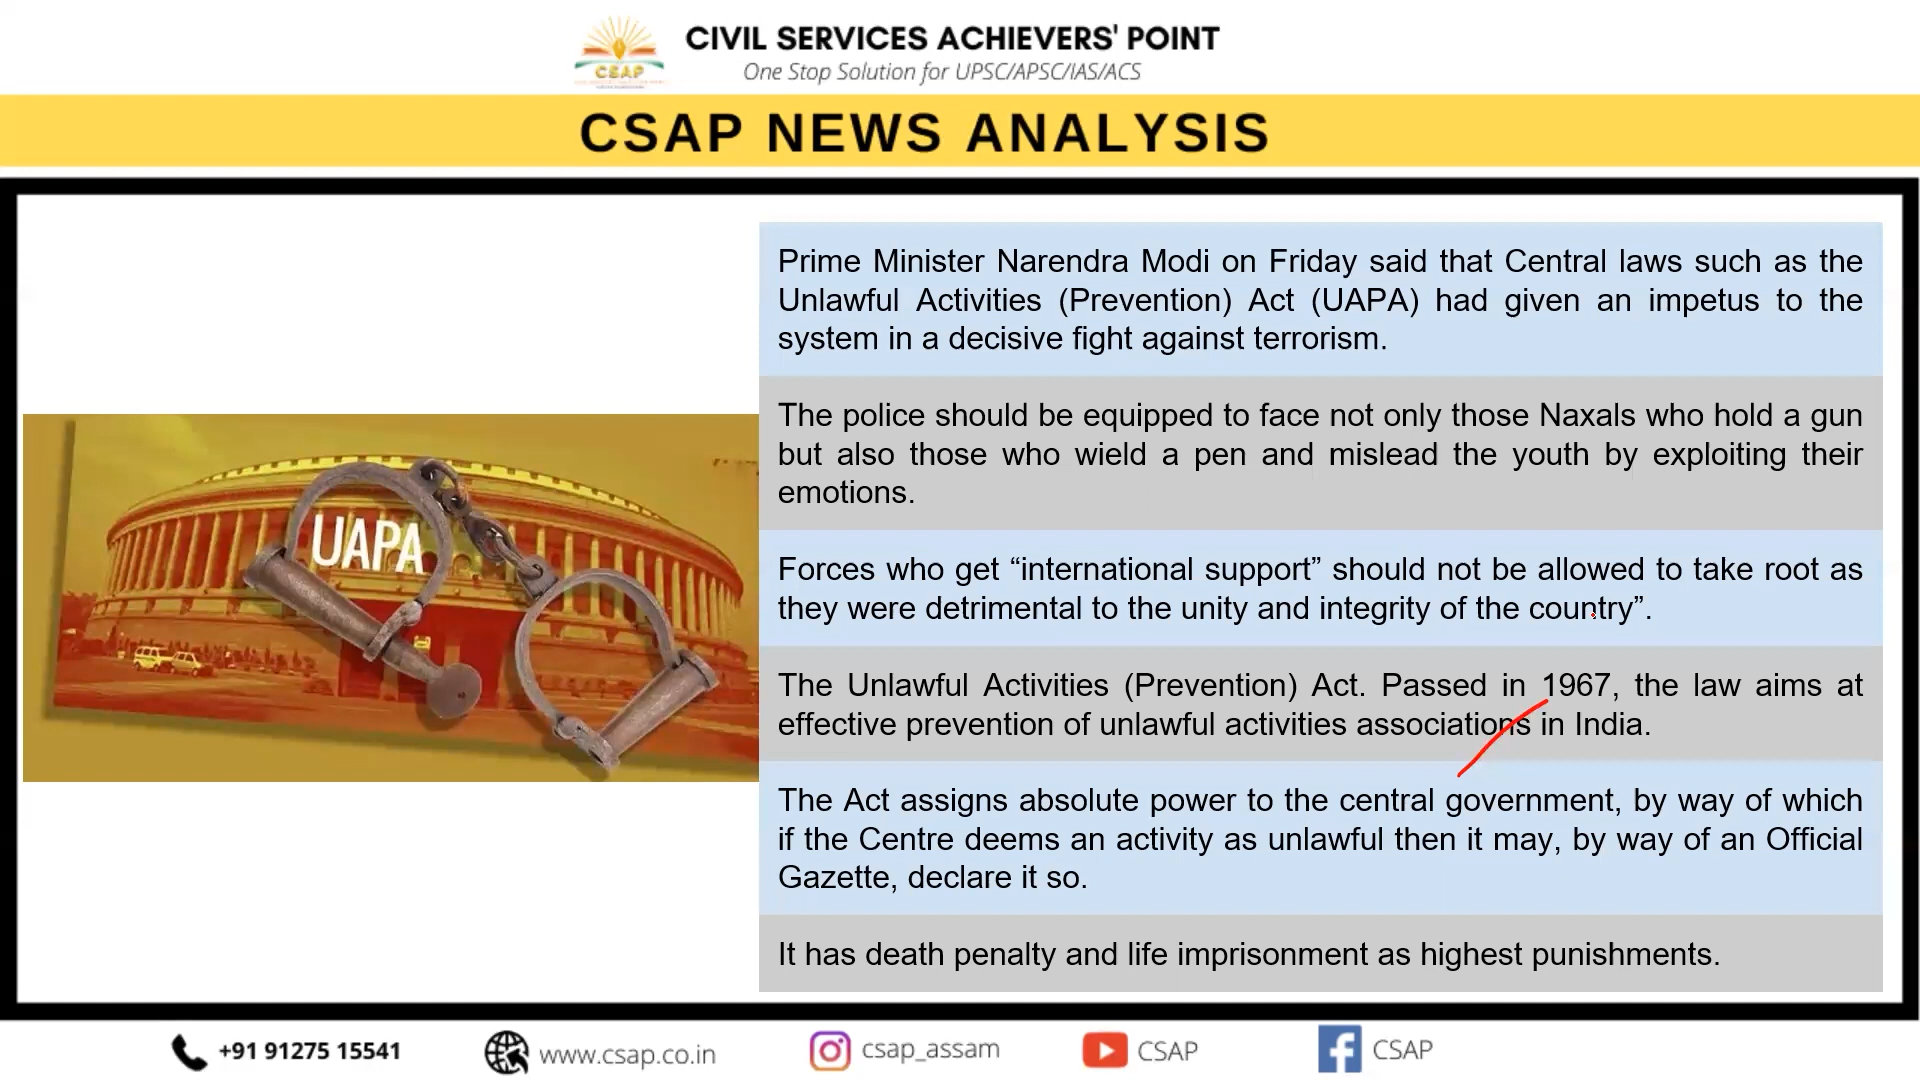 CSAP
CIVIL SERVICES ACHIEVERS' POINT
One Stop Solution for UPSC/APSC/IAS/ACS
CSAP NEWS ANALYSIS
UAPA
Prime Minister Narendra Modi on Friday said that Central laws such as the
Unlawful Activities (Prevention) Act (UAPA) had given an impetus to the
system in a decisive fight against terrorism.
The police should be equipped to face not only those Naxals who hold a gun
but also those who wield a pen and mislead the youth by exploiting their
emotions.
Forces who get “international support” should not be allowed to take root as
they were detrimental to the unity and integrity of the country”.
The Unlawful Activities (Prevention) Act. Passed in 1967, the law aims at
effective prevention of unlawful activities associations in India.
The Act assigns absolute power to the central government, by way of which
if the Centre deems an activity as unlawful then it may, by way of an Official
Gazette, declare it so.
It has death penalty and life imprisonment as highest punishments.
+91 91275 15541
www.csap.co.in
csap_assam
CSAP
CSAP